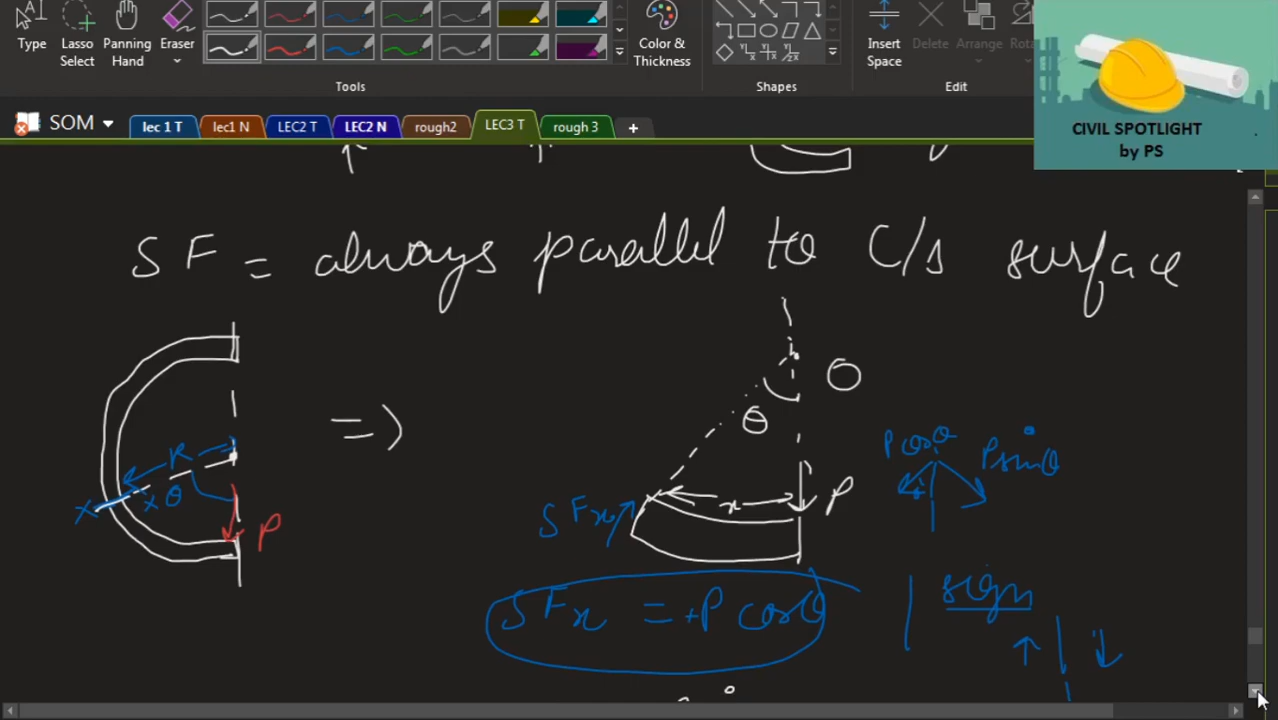 Type
Lasso Select
Panning Hand
Eraser
Color & Thickness
Insert Space
Delete
Arrange
Tools
Shapes
Edit
CIVIL SPOTLIGHT
by PS
SOM
lec 1 T
lec1 N
LEC2 T
LEC2 N
rough2
LEC3 T
rough 3
SF = always parallel to C/s surface
R
X
x
θ
P
=>
θ
θ
x
P
SFx
P cosθ
P sinθ
SFx = +P cosθ
sign